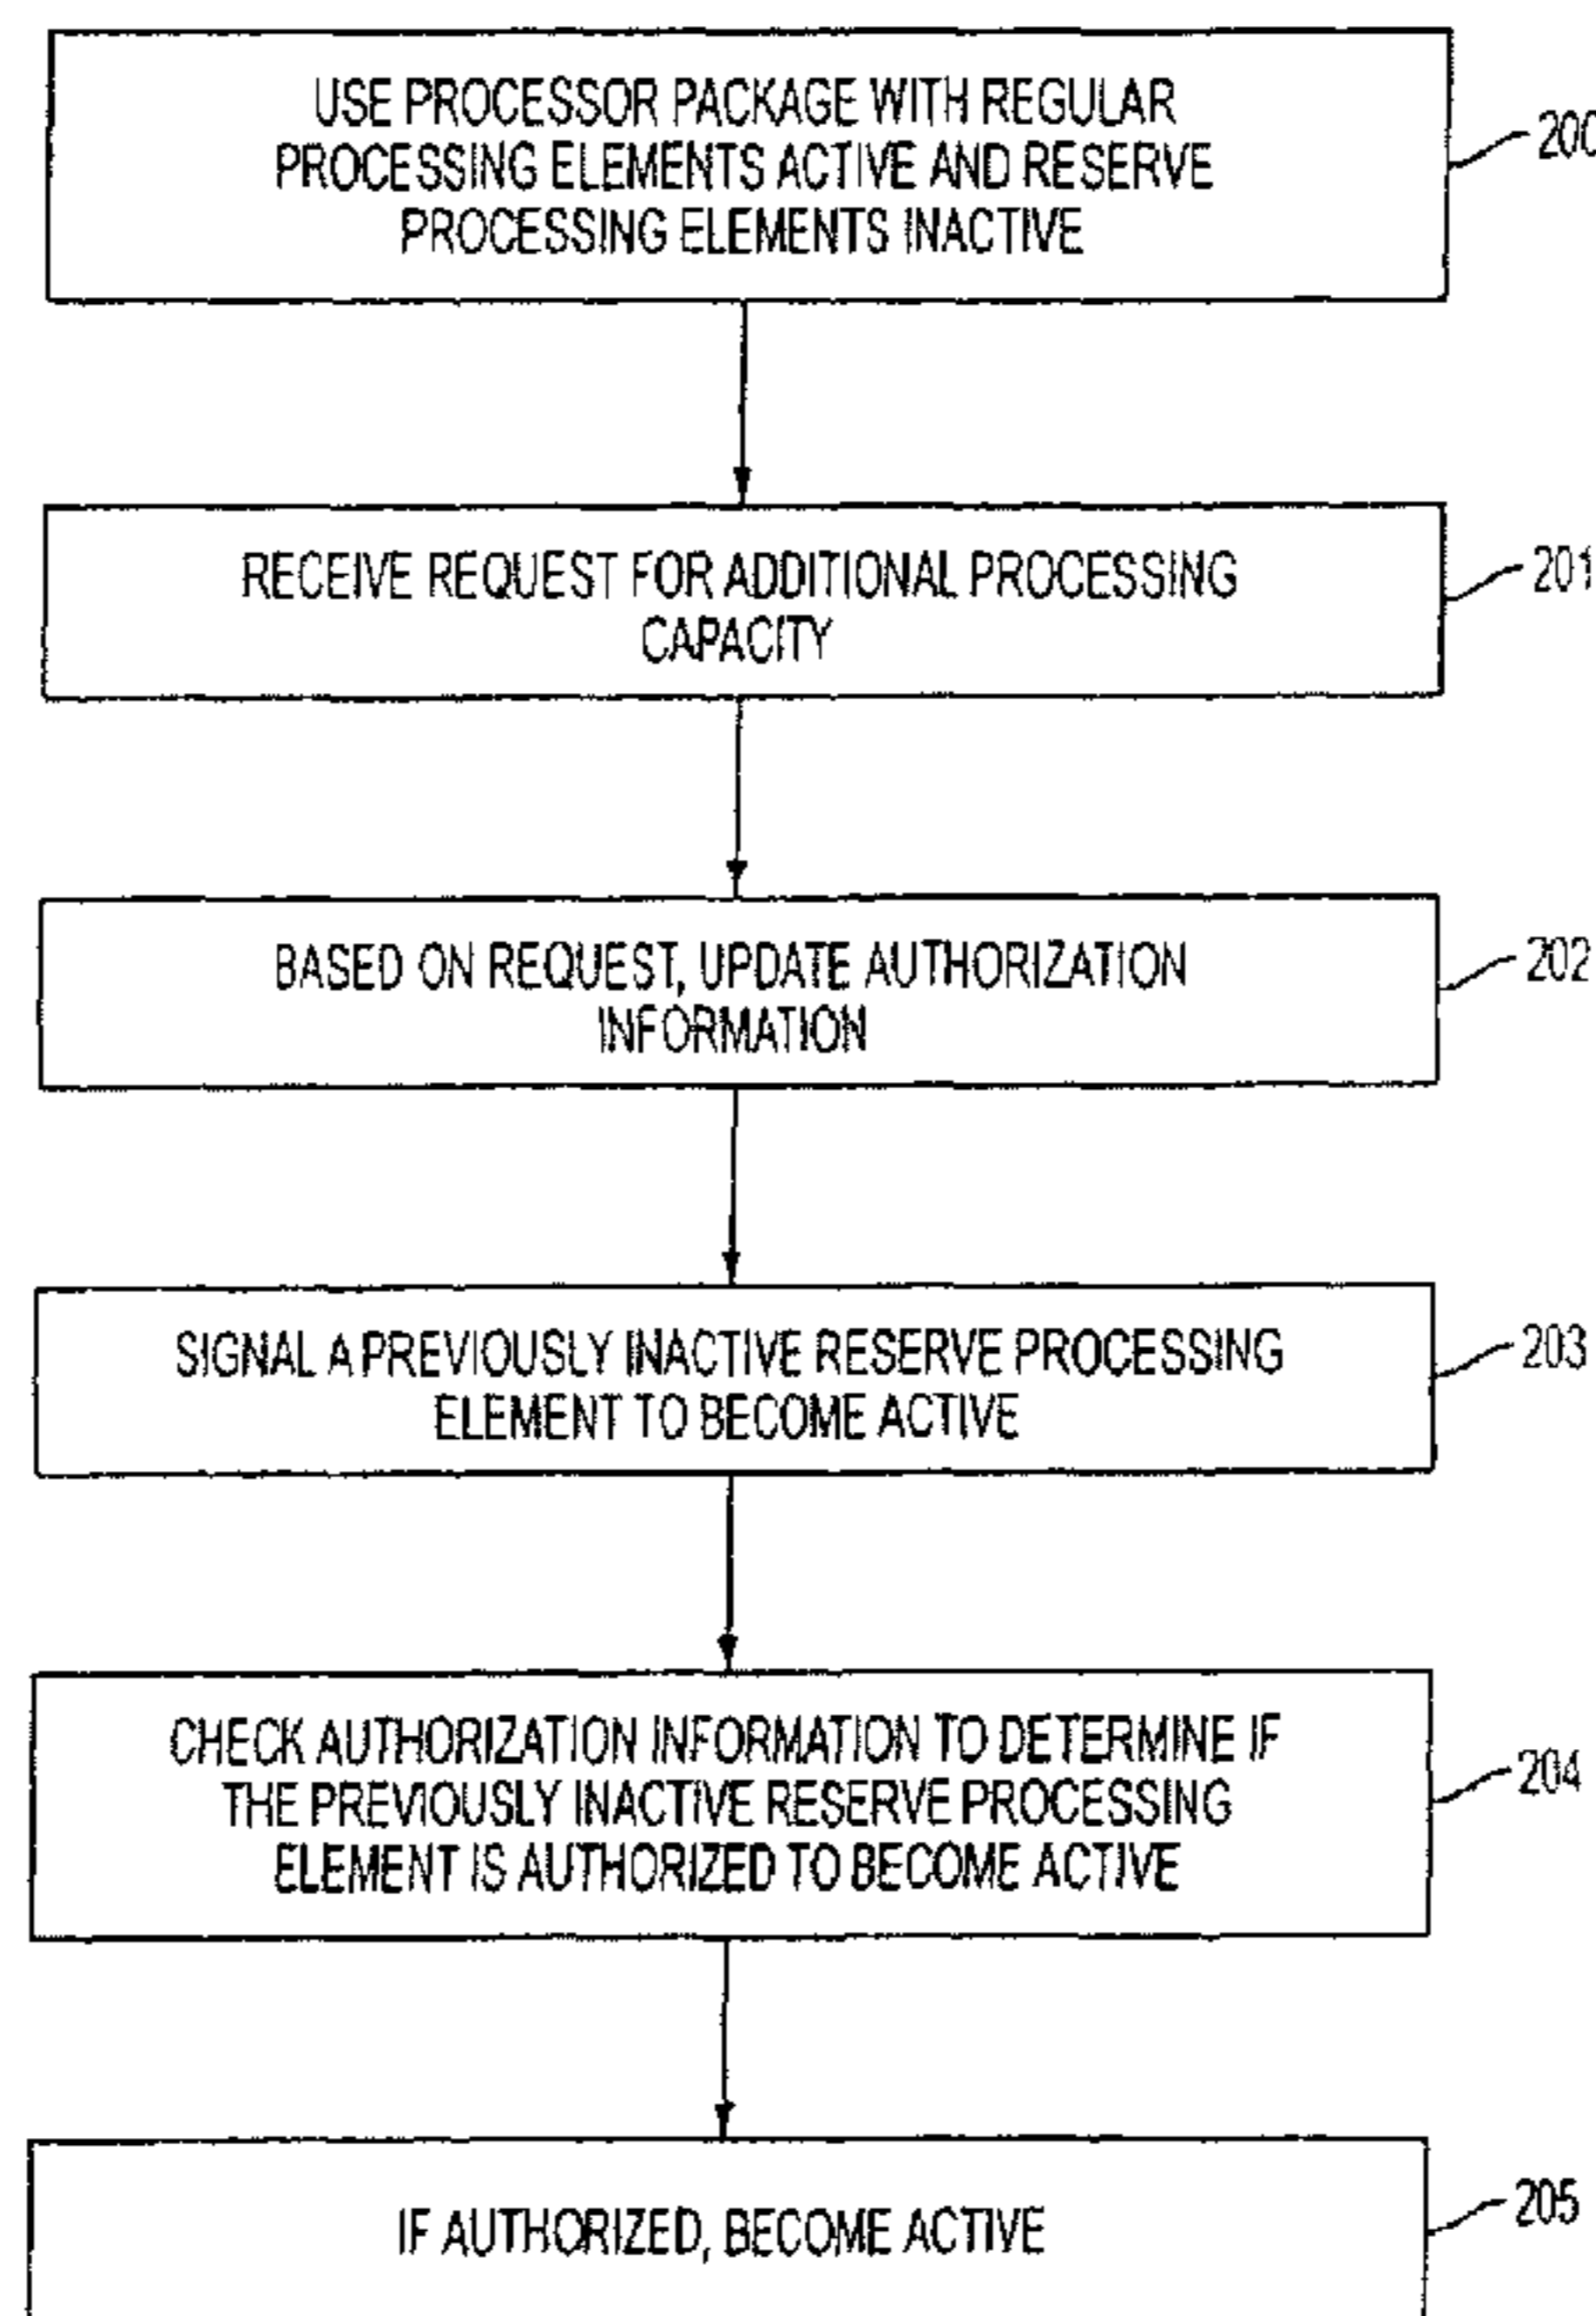 USE PROCESSOR PACKAGE WITH REGULAR
PROCESSING ELEMENTS ACTIVE AND RESERVE
PROCESSING ELEMENTS INACTIVE
200
RECEIVE REQUEST FOR ADDITIONAL PROCESSING
CAPACITY
201
BASED ON REQUEST, UPDATE AUTHORIZATION
INFORMATION
202
SIGNAL A PREVIOUSLY INACTIVE RESERVE PROCESSING
ELEMENT TO BECOME ACTIVE
203
CHECK AUTHORIZATION INFORMATION TO DETERMINE IF
THE PREVIOUSLY INACTIVE RESERVE PROCESSING
ELEMENT IS AUTHORIZED TO BECOME ACTIVE
204
IF AUTHORIZED, BECOME ACTIVE
205